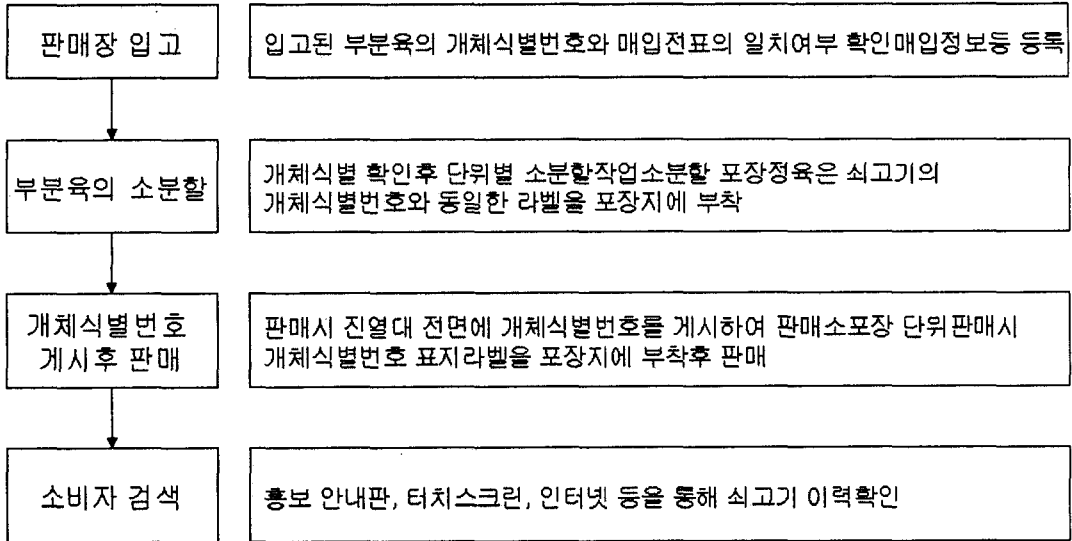 판매장 입고
입고된 부분육의 개체식별번호와 매입전표의 일치여부 확인매입정보등 등록
부분육의 소분할
개체식별 확인후 단위별 소분할작업소분할 포장정육은 쇠고기의
개체식별번호와 동일한 라벨을 포장지에 부착
개체식별번호
게시후 판매
판매시 진열대 전면에 개체식별번호를 게시하여 판매소포장 단위판매시
개체식별번호 표지라벨을 포장지에 부착후 판매
소비자 검색
홍보 안내판, 터치스크린, 인터넷 등을 통해 쇠고기 이력확인